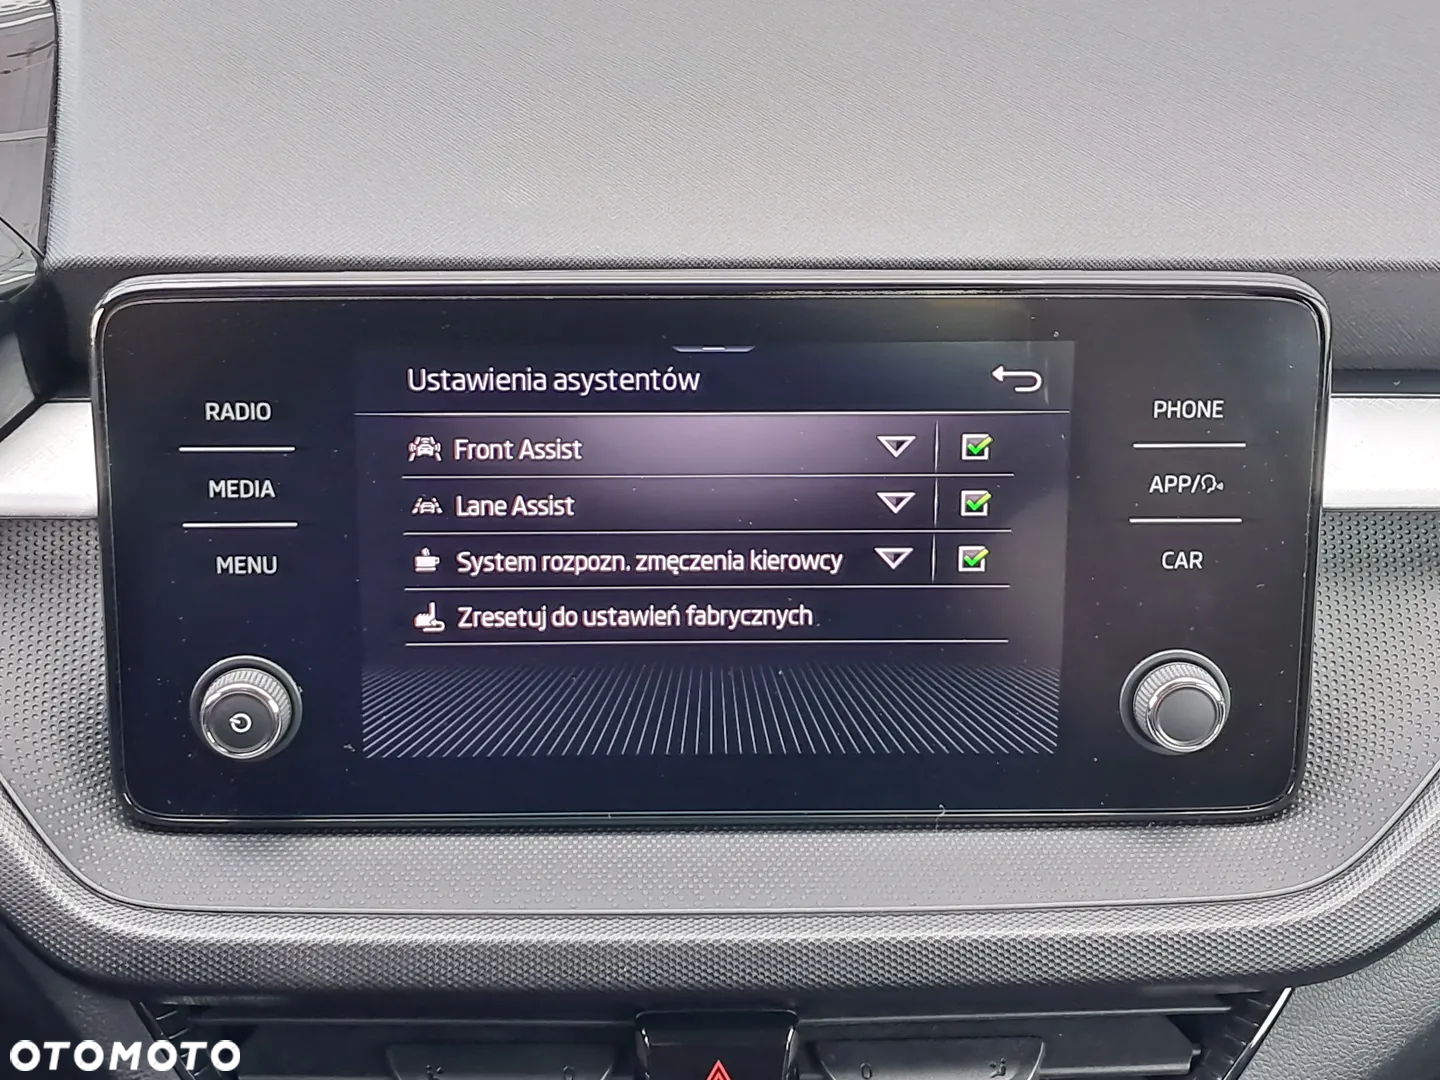 Ustawienia asystentów
RADIO
MEDIA
MENU
Front Assist
Lane Assist
System rozpozn. zmęczenia kierowcy
Zresetuj do ustawień fabrycznych
PHONE
APP/
CAR
OTOMOTO